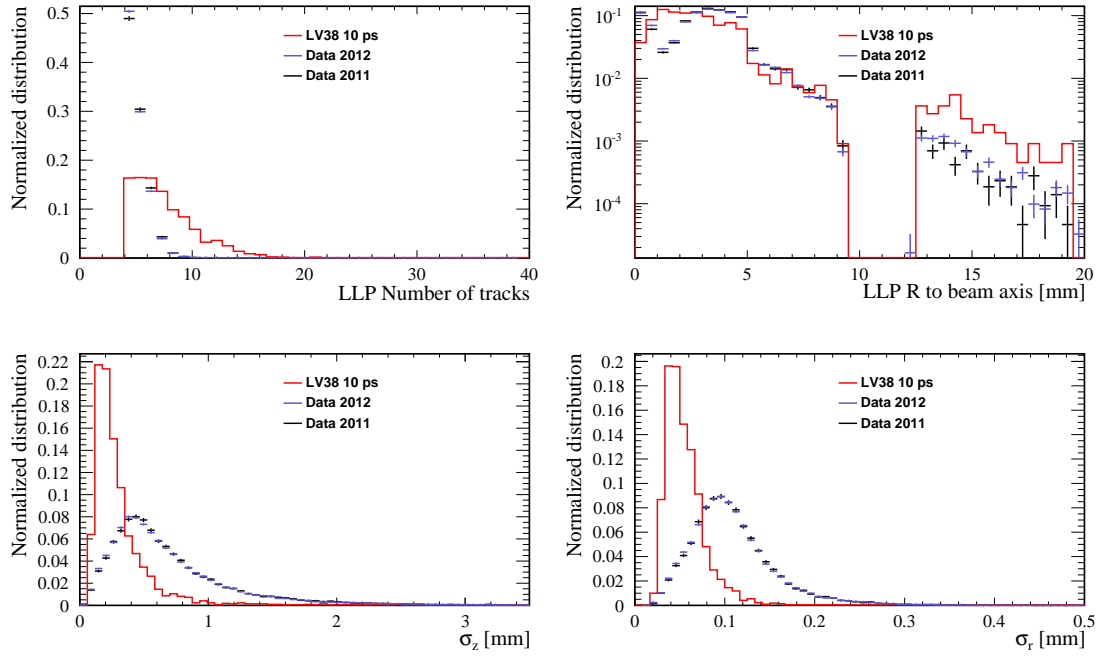 Normalized distribution
0.5
0.4
0.3
0.2
0.1
0
LV38 10 ps
Data 2012
Data 2011
0 10 20 30 40
LLP Number of tracks
Normalized distribution
10⁻¹
10⁻²
10⁻³
10⁻⁴
LV38 10 ps
Data 2012
Data 2011
0 5 10 15 20
LLP R to beam axis [mm]
Normalized distribution
0.22
0.2
0.18
0.16
0.14
0.12
0.1
0.08
0.06
0.04
0.02
0
LV38 10 ps
Data 2012
Data 2011
0 1 2 3
σz [mm]
Normalized distribution
0.2
0.18
0.16
0.14
0.12
0.1
0.08
0.06
0.04
0.02
0
LV38 10 ps
Data 2012
Data 2011
0 0.1 0.2 0.3 0.4 0.5
σr [mm]